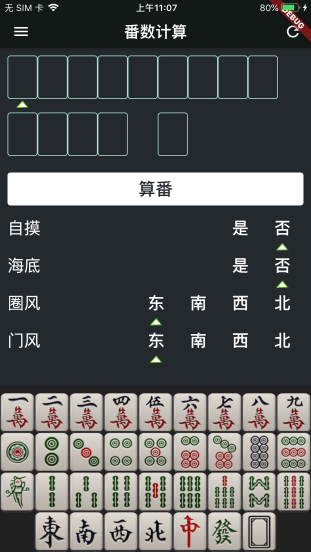 无 SIM 卡 上午11:07 80%
DEBUG
番数计算
算番
自摸 是 否
海底 是 否
圈风 东 南 西 北
门风 东 南 西 北
一萬 二萬 三萬 四萬 伍萬 六萬 七萬 八萬 九萬
東 南 西 北 中 發